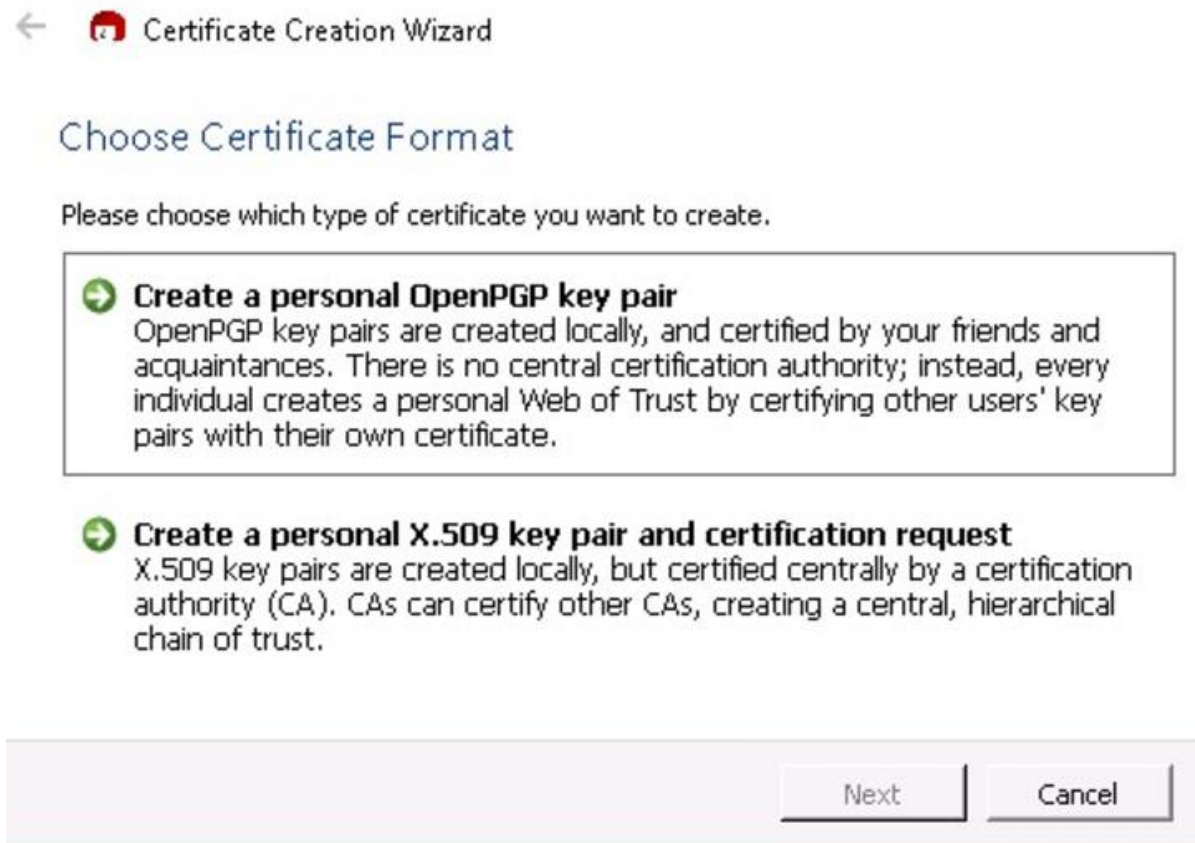 Certificate Creation Wizard
Choose Certificate Format
Please choose which type of certificate you want to create.
Create a personal OpenPGP key pair
OpenPGP key pairs are created locally, and certified by your friends and
acquaintances. There is no central certification authority; instead, every
individual creates a personal Web of Trust by certifying other users' key
pairs with their own certificate.
Create a personal X.509 key pair and certification request
X.509 key pairs are created locally, but certified centrally by a certification
authority (CA). CAs can certify other CAs, creating a central, hierarchical
chain of trust.
Next Cancel